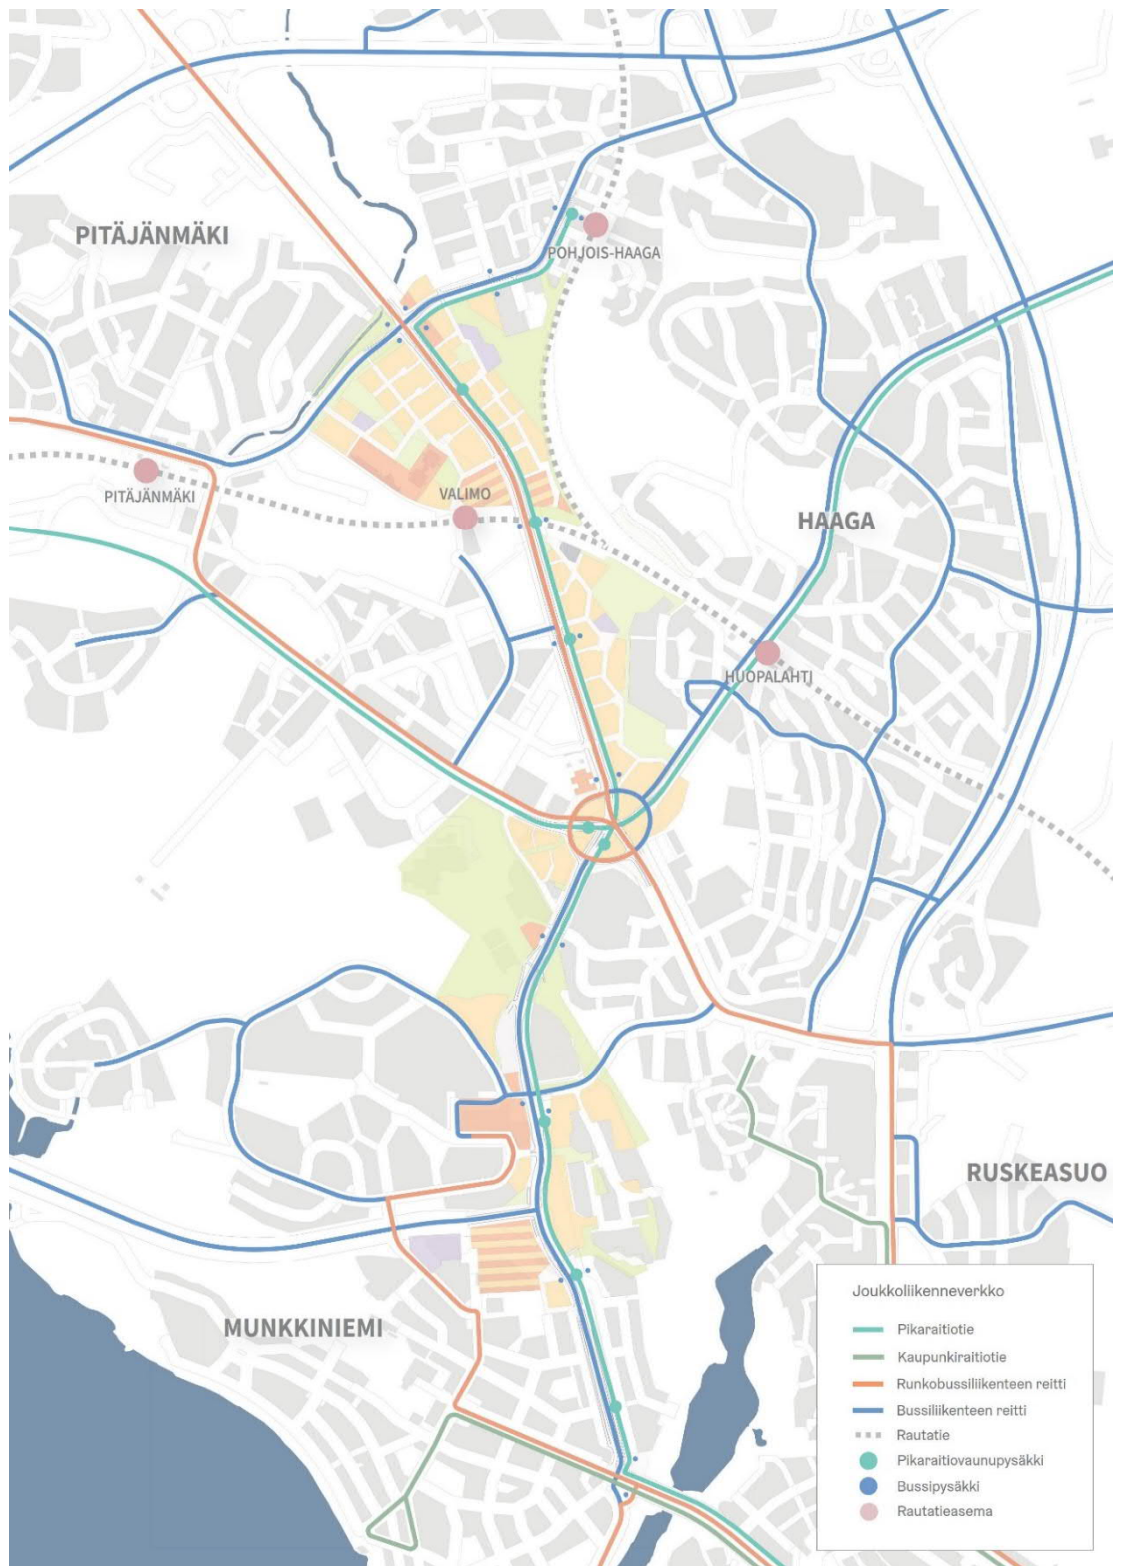 PITÄJÄNMÄKI
POHJOIS-HAAGA
PITÄJÄNMÄKI
VALIMO
HAAGA
HUOPALAHTI
RUSKEASUO
MUNKKINIEMI
Joukkoliikenneverkko
Pikaraitiotie
Kaupunkiraitiotie
Runkobussiliikenteen reitti
Bussiliikenteen reitti
Rautatie
Pikaraitiovaunupysäkki
Bussipysäkki
Rautatieasema